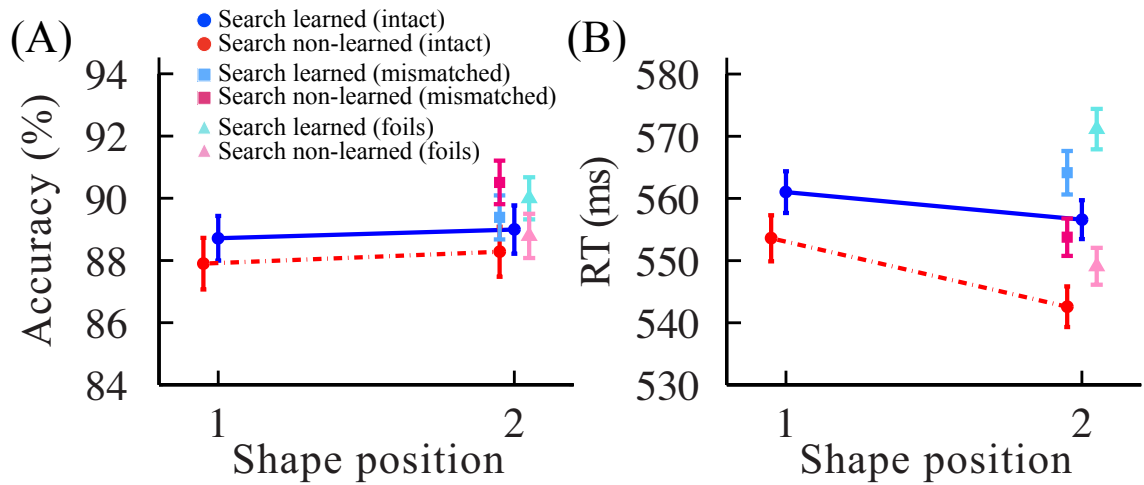 (A)
Search learned (intact)
Search non-learned (intact)
Search learned (mismatched)
Search non-learned (mismatched)
Search learned (foils)
Search non-learned (foils)
Accuracy (%)
94
92
90
88
86
84
1
2
Shape position
(B)
RT (ms)
580
570
560
550
540
530
1
2
Shape position